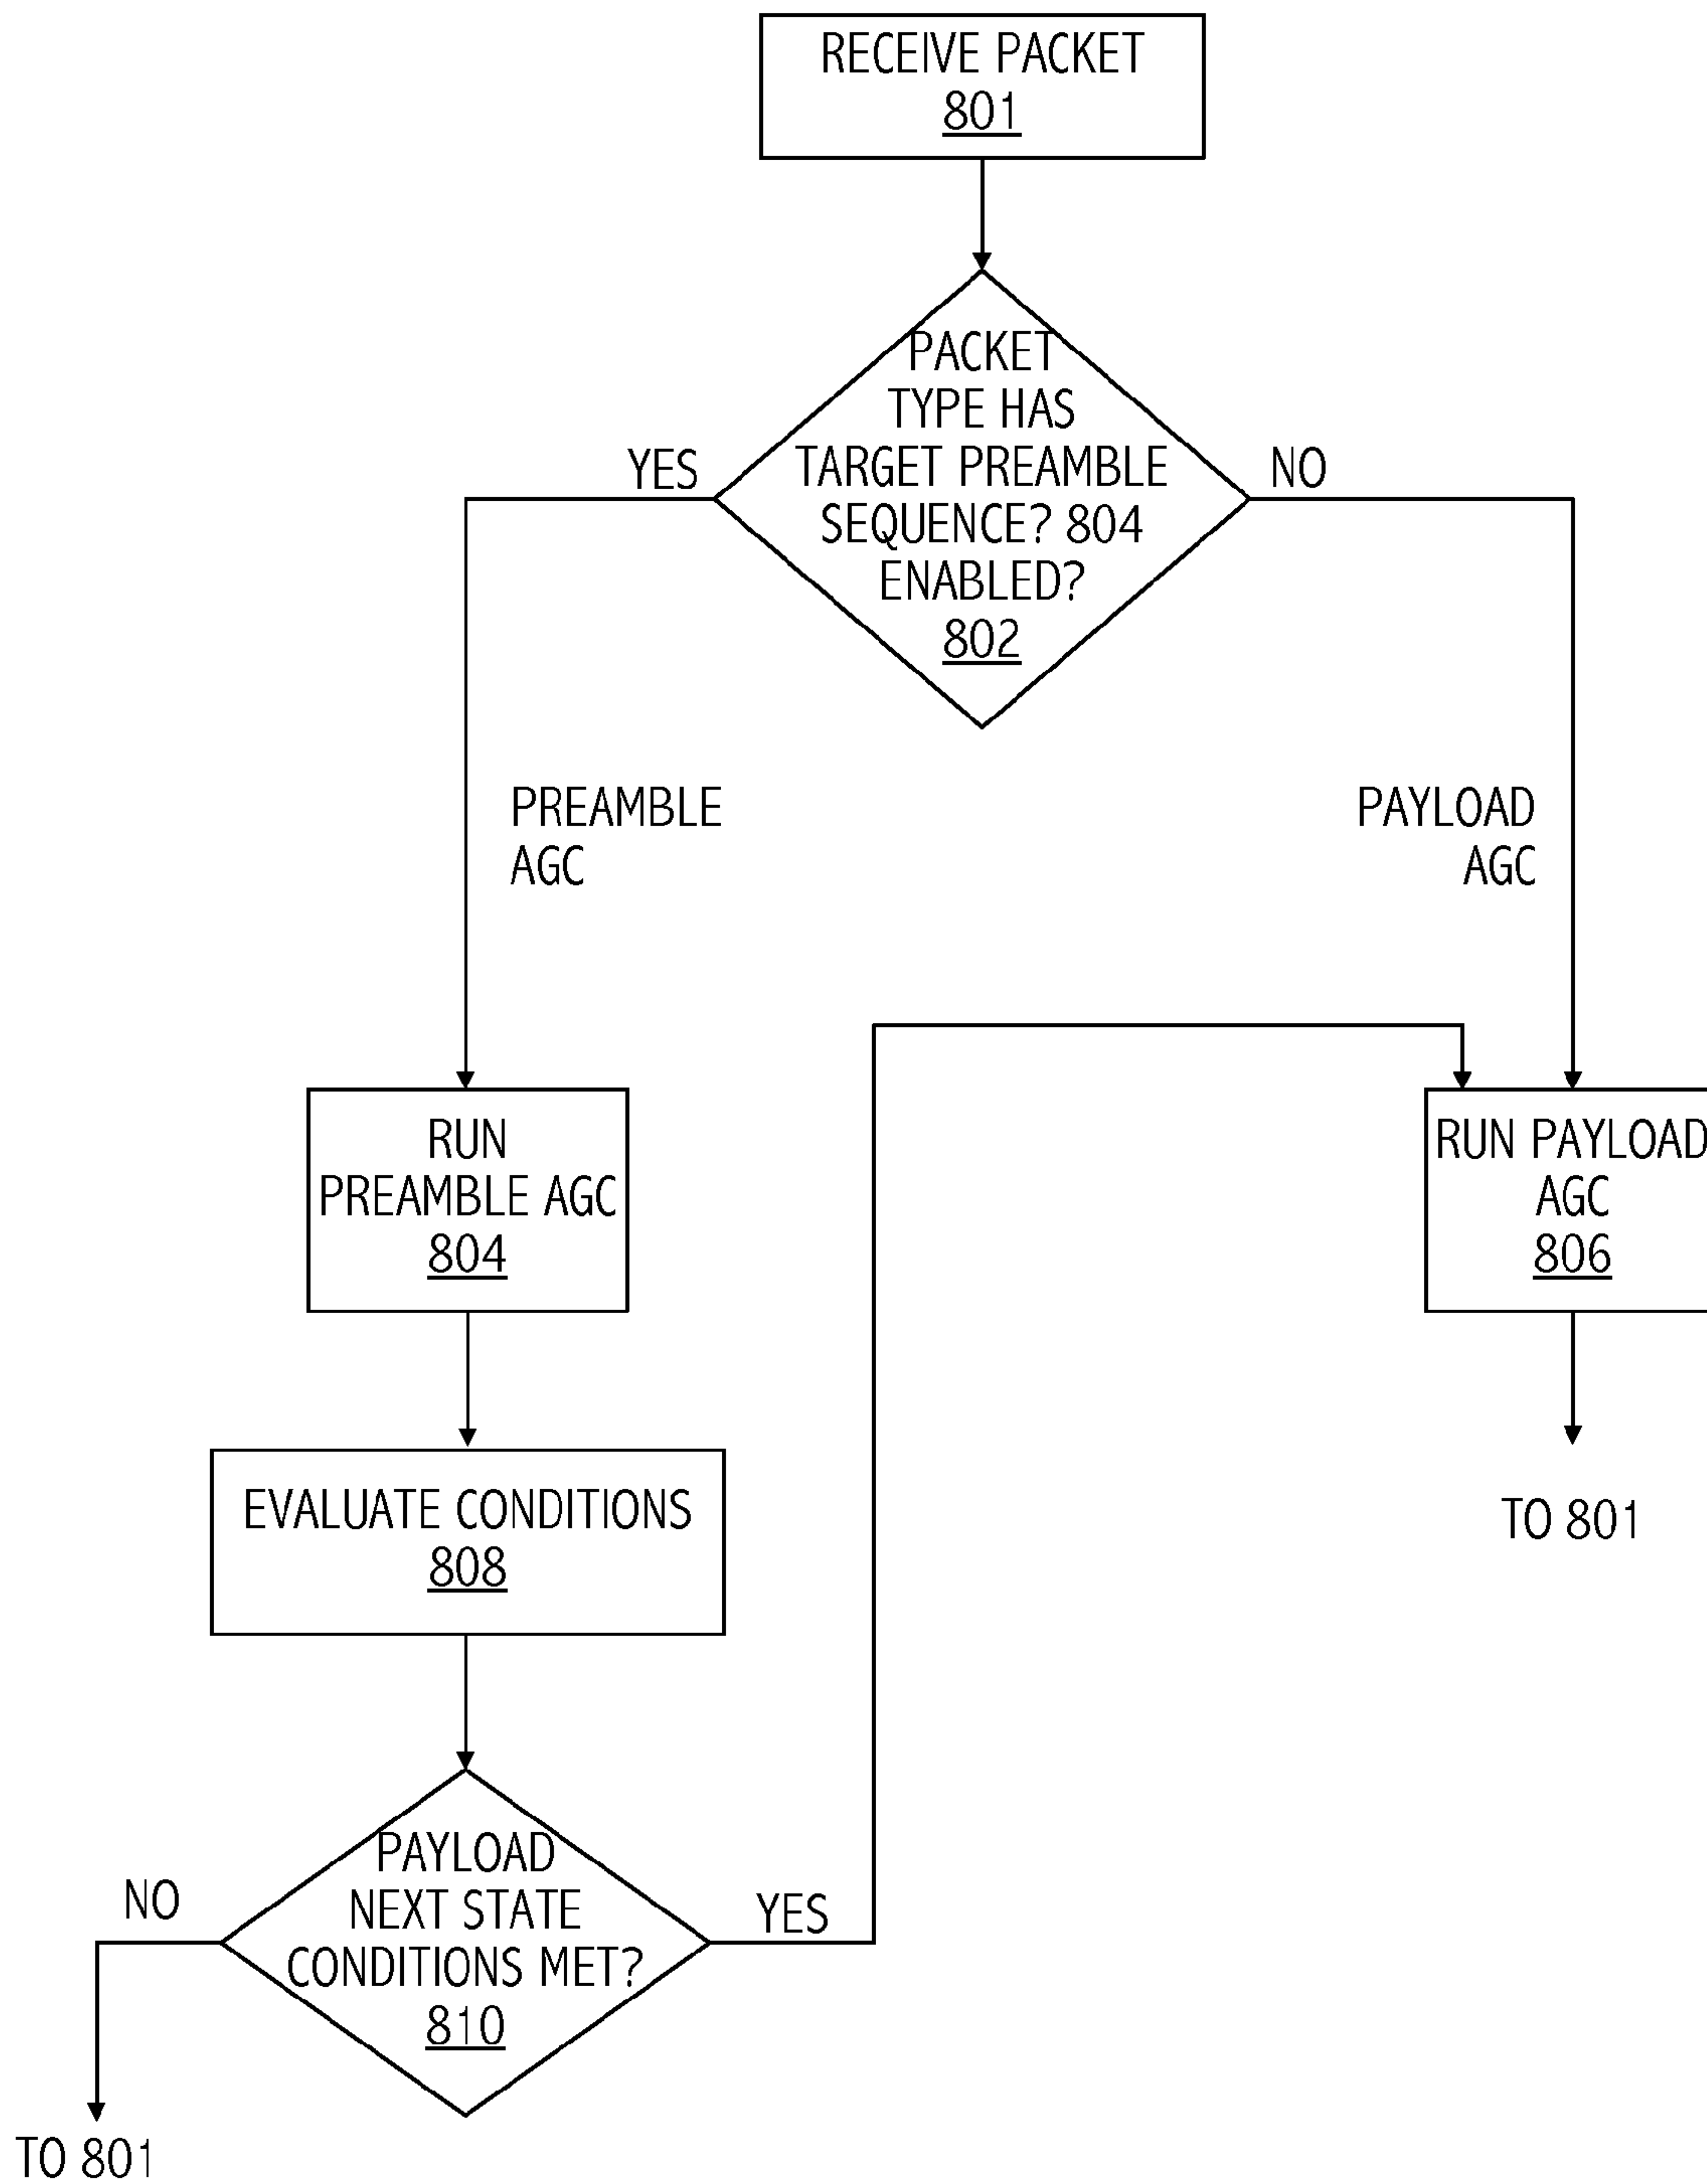 RECEIVE PACKET
801
PACKET
TYPE HAS
TARGET PREAMBLE
SEQUENCE? 804
ENABLED?
802
YES
NO
PREAMBLE
AGC
PAYLOAD
AGC
RUN
PREAMBLE AGC
804
RUN PAYLOAD
AGC
806
EVALUATE CONDITIONS
808
TO 801
PAYLOAD
NEXT STATE
CONDITIONS MET?
810
NO
YES
TO 801